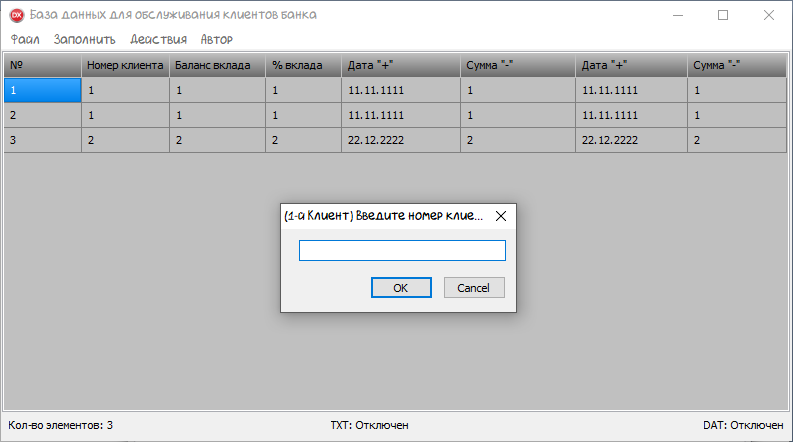 DX База данных для обслуживания клиентов банка
Файл Заполнить Действия Автор
№ Номер клиента Баланс вклада % вклада Дата "+" Сумма "-" Дата "+" Сумма "-"
1 1 1 1 11.11.1111 1 11.11.1111 1
2 1 1 1 11.11.1111 1 11.11.1111 1
3 2 2 2 22.12.2222 2 22.12.2222 2
(1-й Клиент) Введите номер клие...
OK Cancel
Кол-во элементов: 3 TXT: Отключен DAT: Отключен